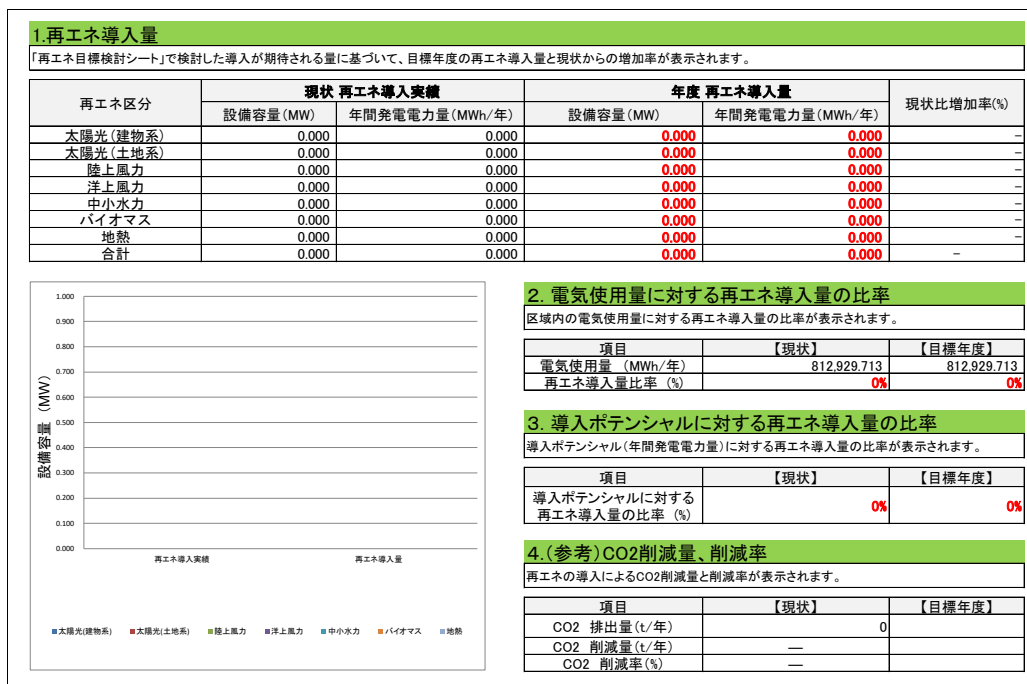 1.再エネ導入量
「再エネ目標検討シート」で検討した導入が期待される量に基づいて、目標年度の再エネ導入量と現状からの増加率が表示されます。
再エネ区分 現状 再エネ導入実績 年度 再エネ導入量 現状比増加率(%)
設備容量(MW) 年間発電電力量(MWh/年) 設備容量(MW) 年間発電電力量(MWh/年)
太陽光(建物系) 0.000 0.000 0.000 0.000 -
太陽光(土地系) 0.000 0.000 0.000 0.000 -
陸上風力 0.000 0.000 0.000 0.000 -
洋上風力 0.000 0.000 0.000 0.000 -
中小水力 0.000 0.000 0.000 0.000 -
バイオマス 0.000 0.000 0.000 0.000 -
地熱 0.000 0.000 0.000 0.000 -
合計 0.000 0.000 0.000 0.000 -
設備容量 (MW)
1.000
0.900
0.800
0.700
0.600
0.500
0.400
0.300
0.200
0.100
0.000
再エネ導入実績 再エネ導入量
太陽光(建物系) 太陽光(土地系) 陸上風力 洋上風力 中小水力 バイオマス 地熱
2. 電気使用量に対する再エネ導入量の比率
区域内の電気使用量に対する再エネ導入量の比率が表示されます。
項目 【現状】 【目標年度】
電気使用量 (MWh/年) 812,929.713 812,929.713
再エネ導入量比率 (%) 0% 0%
3. 導入ポテンシャルに対する再エネ導入量の比率
導入ポテンシャル(年間発電電力量)に対する再エネ導入量の比率が表示されます。
項目 【現状】 【目標年度】
導入ポテンシャルに対する
再エネ導入量の比率 (%) 0% 0%
4.(参考)CO2削減量、削減率
再エネの導入によるCO2削減量と削減率が表示されます。
項目 【現状】 【目標年度】
CO2 排出量(t/年) 0
CO2 削減量(t/年) ―
CO2 削減率(%) ―